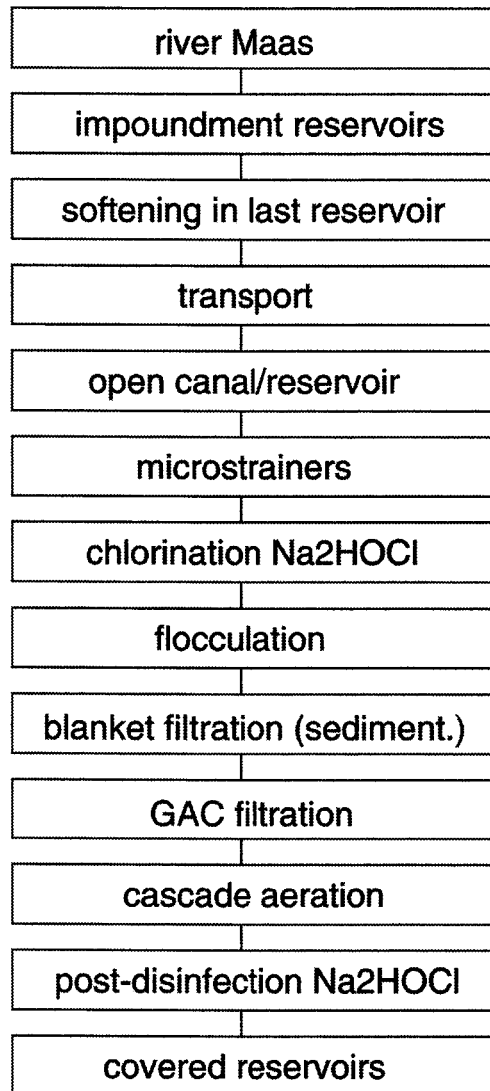 river Maas
impoundment reservoirs
softening in last reservoir
transport
open canal/reservoir
microstrainers
chlorination Na2HOCl
flocculation
blanket filtration (sediment.)
GAC filtration
cascade aeration
post-disinfection Na2HOCl
covered reservoirs